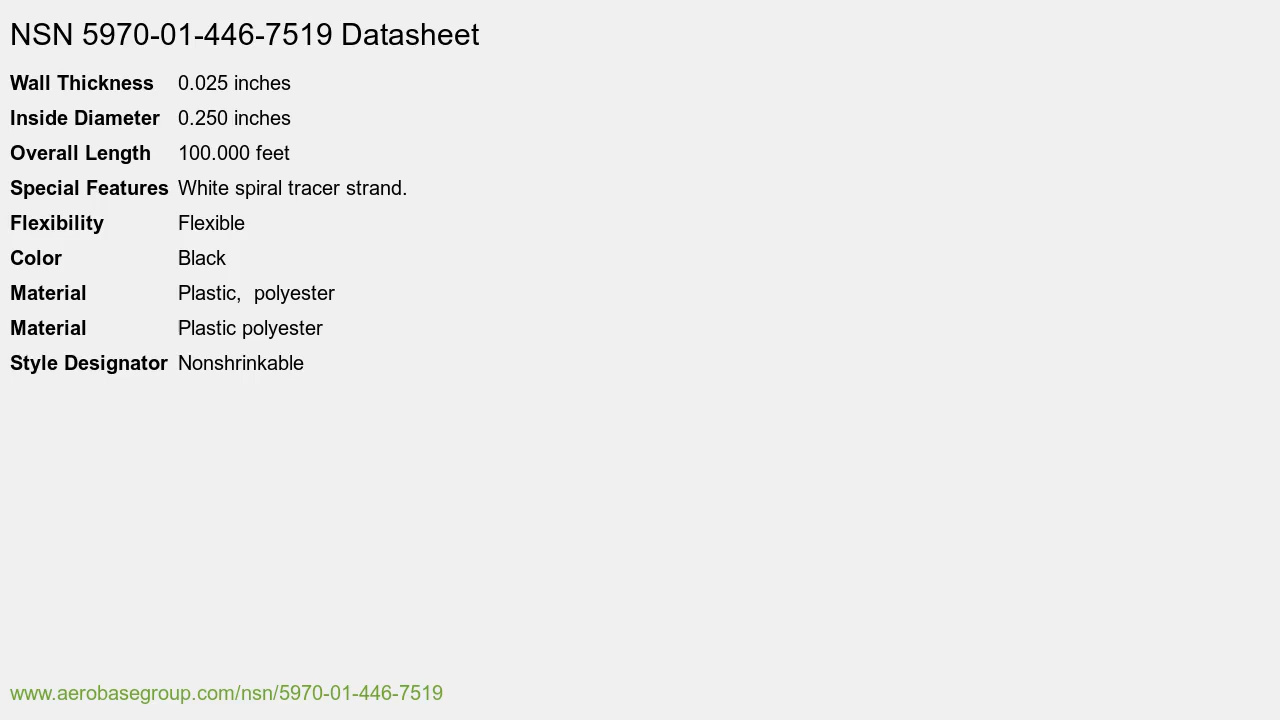 NSN 5970-01-446-7519 Datasheet
Wall Thickness 0.025 inches
Inside Diameter 0.250 inches
Overall Length 100.000 feet
Special Features White spiral tracer strand.
Flexibility Flexible
Color Black
Material Plastic,  polyester
Material Plastic polyester
Style Designator Nonshrinkable
www.aerobasegroup.com/nsn/5970-01-446-7519